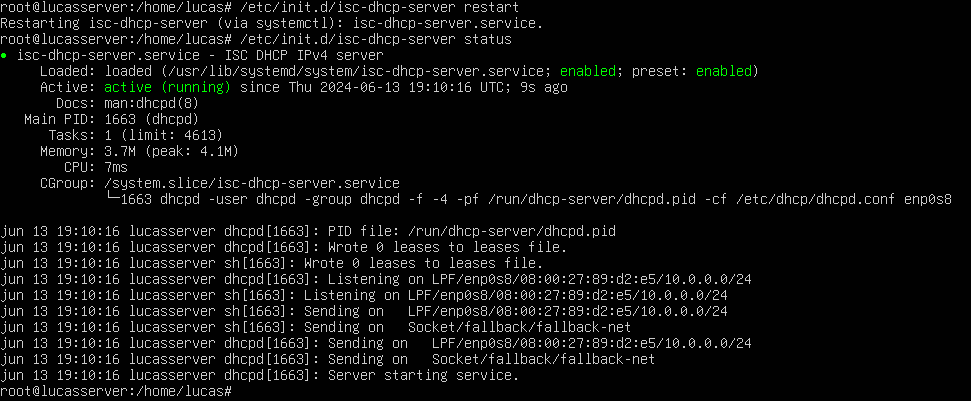 root@lucasserver:/home/lucas# /etc/init.d/isc-dhcp-server restart
Restarting isc-dhcp-server (via systemctl): isc-dhcp-server.service.
root@lucasserver:/home/lucas# /etc/init.d/isc-dhcp-server status
● isc-dhcp-server.service - ISC DHCP IPv4 server
Loaded: loaded (/usr/lib/systemd/system/isc-dhcp-server.service; enabled; preset: enabled)
Active: active (running) since Thu 2024-06-13 19:10:16 UTC; 9s ago
Docs: man:dhcpd(8)
Main PID: 1663 (dhcpd)
Tasks: 1 (limit: 4613)
Memory: 3.7M (peak: 4.1M)
CPU: 7ms
CGroup: /system.slice/isc-dhcp-server.service
└─1663 dhcpd -user dhcpd -group dhcpd -f -4 -pf /run/dhcp-server/dhcpd.pid -cf /etc/dhcp/dhcpd.conf enp0s8
jun 13 19:10:16 lucasserver dhcpd[1663]: PID file: /run/dhcp-server/dhcpd.pid
jun 13 19:10:16 lucasserver dhcpd[1663]: Wrote 0 leases to leases file.
jun 13 19:10:16 lucasserver sh[1663]: Wrote 0 leases to leases file.
jun 13 19:10:16 lucasserver dhcpd[1663]: Listening on LPF/enp0s8/08:00:27:89:d2:e5/10.0.0.0/24
jun 13 19:10:16 lucasserver sh[1663]: Listening on LPF/enp0s8/08:00:27:89:d2:e5/10.0.0.0/24
jun 13 19:10:16 lucasserver sh[1663]: Sending on   LPF/enp0s8/08:00:27:89:d2:e5/10.0.0.0/24
jun 13 19:10:16 lucasserver sh[1663]: Sending on   Socket/fallback/fallback-net
jun 13 19:10:16 lucasserver dhcpd[1663]: Sending on   LPF/enp0s8/08:00:27:89:d2:e5/10.0.0.0/24
jun 13 19:10:16 lucasserver dhcpd[1663]: Sending on   Socket/fallback/fallback-net
jun 13 19:10:16 lucasserver dhcpd[1663]: Server starting service.
root@lucasserver:/home/lucas#